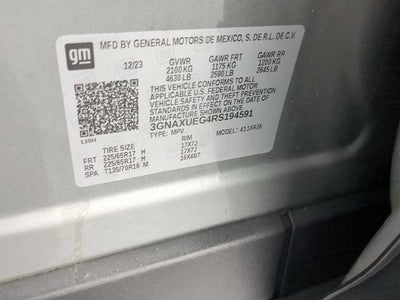 gm
MFD BY GENERAL MOTORS DE MEXICO, S. DE R.L. DE C.V.
12/23 GVWR GAWR FRT GAWR RR
2100 KG 1175 KG 1200 KG
4630 LB 2590 LB 2645 LB
THIS VEHICLE CONFORMS TO ALL
APPLICABLE U.S. FEDERAL MOTOR
VEHICLE SAFETY, BUMPER, AND THEFT
PREVENTION STANDARDS IN EFFECT ON
THE DATE OF MANUFACTURE SHOWN ABOVE.
130H 3GNAXUEG4RS194591
TYPE: MPV MODEL: 411XR26
RIM
FRT 225/65R17 H 17X7J
RR 225/65R17 H 17X7J
SPA T135/70R16 M 16X4BT